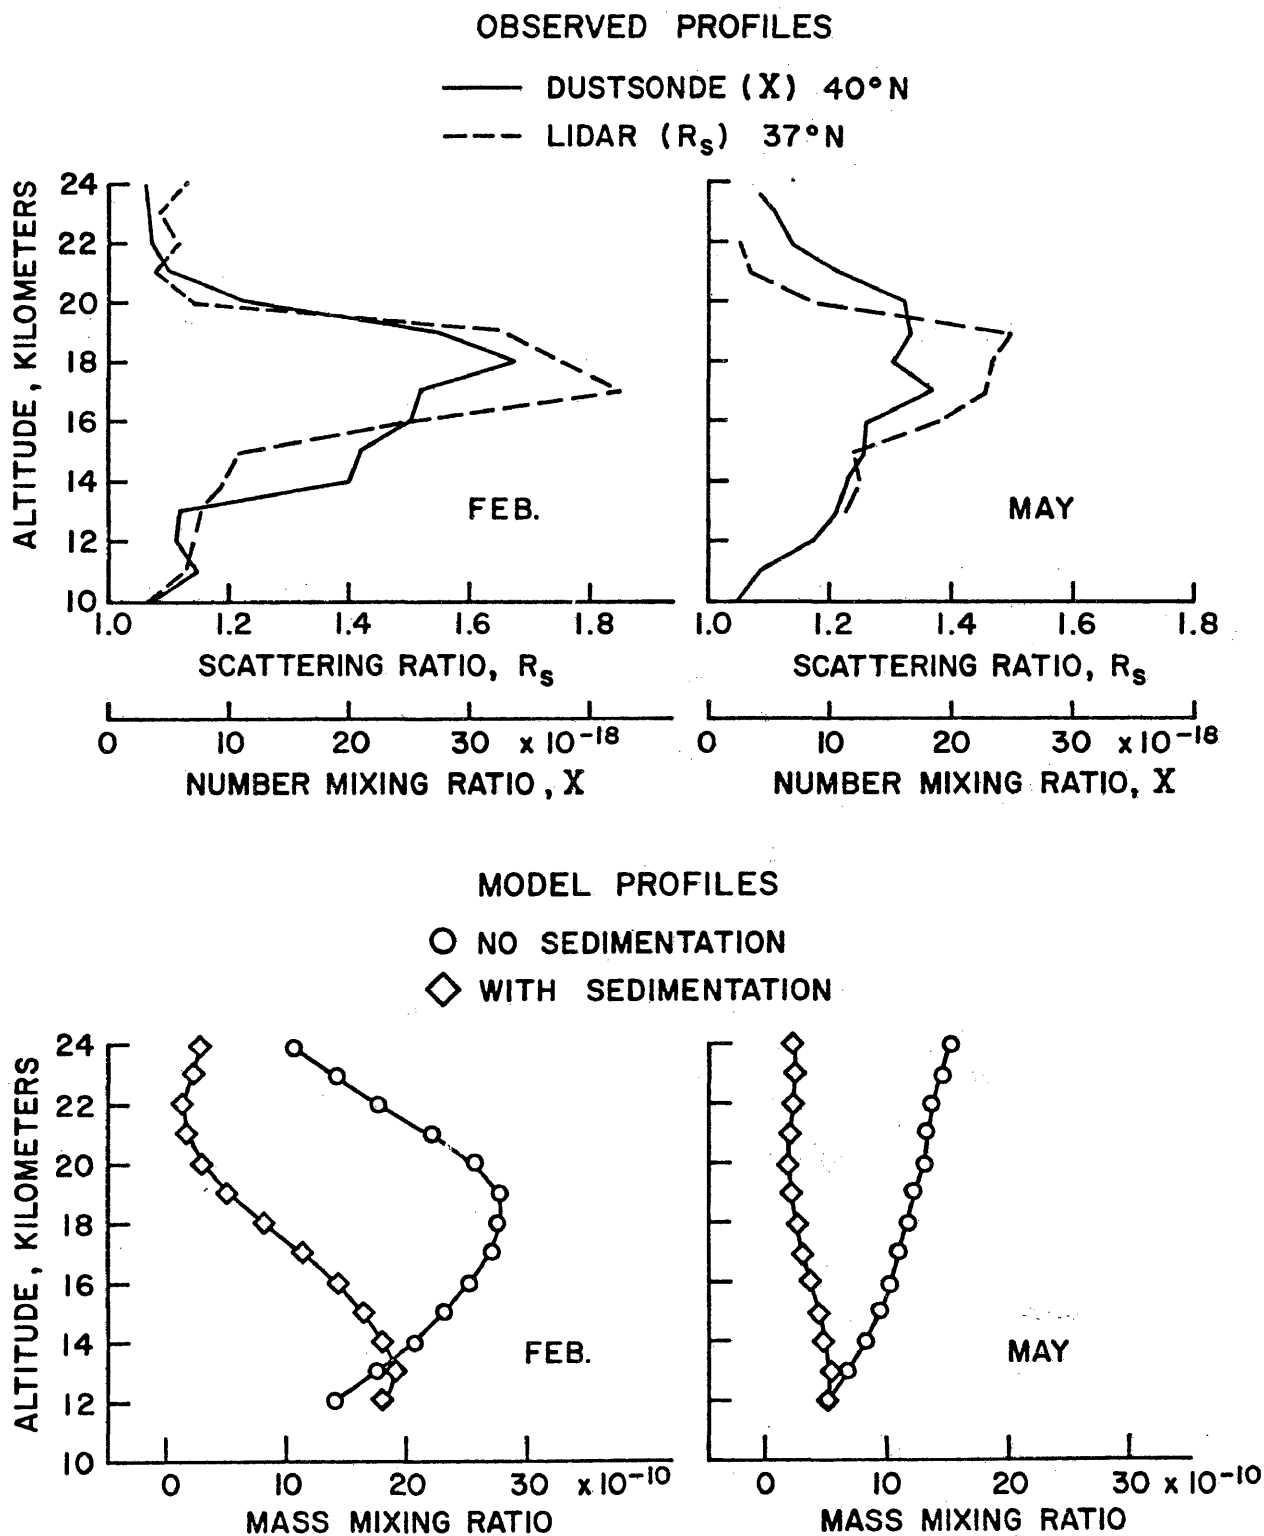 OBSERVED PROFILES
DUSTSONDE (X) 40°N
LIDAR (Rs) 37°N
ALTITUDE, KILOMETERS
24
22
20
18
16
14
12
10
FEB.
MAY
1.0 1.2 1.4 1.6 1.8
1.0 1.2 1.4 1.6 1.8
SCATTERING RATIO, Rs
SCATTERING RATIO, Rs
0 10 20 30 x 10-18
0 10 20 30 x 10-18
NUMBER MIXING RATIO, X
NUMBER MIXING RATIO, X
MODEL PROFILES
NO SEDIMENTATION
WITH SEDIMENTATION
ALTITUDE, KILOMETERS
24
22
20
18
16
14
12
10
FEB.
MAY
0 10 20 30 x10-10
0 10 20 30 x 10-10
MASS MIXING RATIO
MASS MIXING RATIO